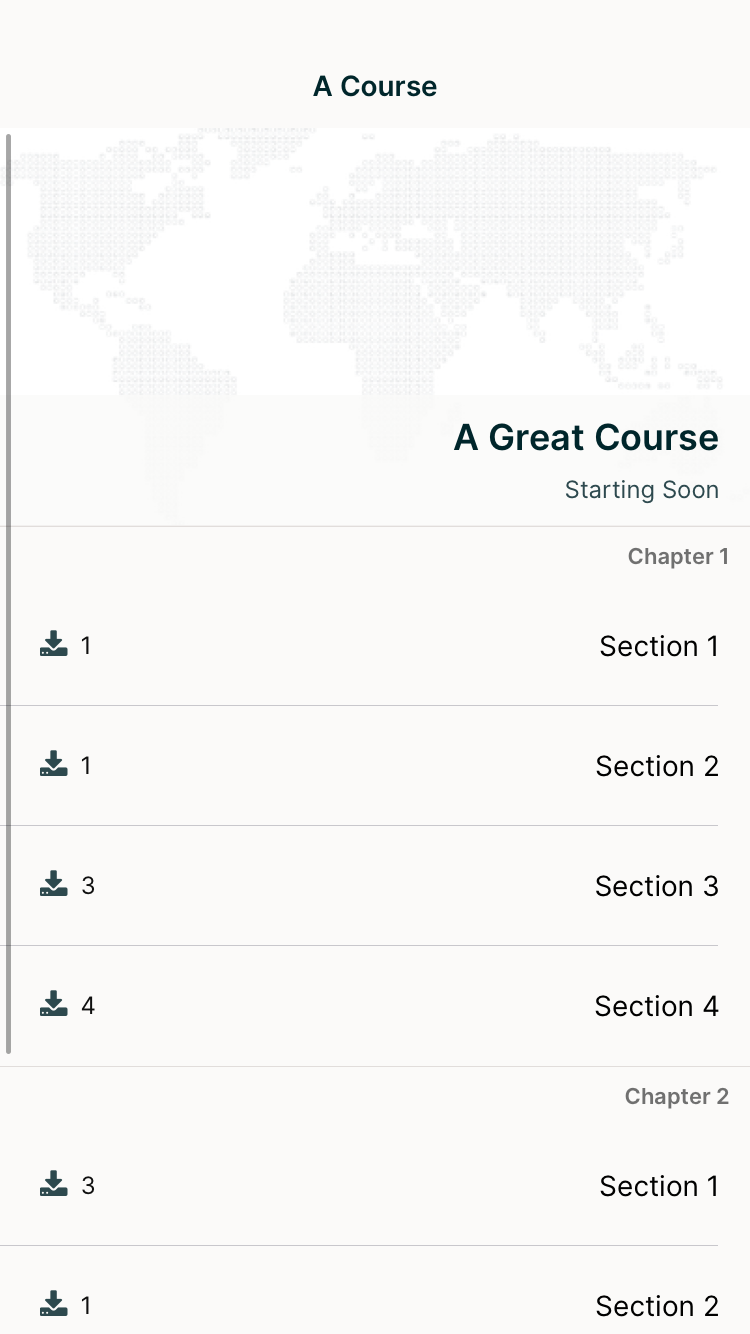 A Course
A Great Course
Starting Soon
Chapter 1
Section 1 1
Section 2 1
Section 3 3
Section 4 4
Chapter 2
Section 1 3
Section 2 1